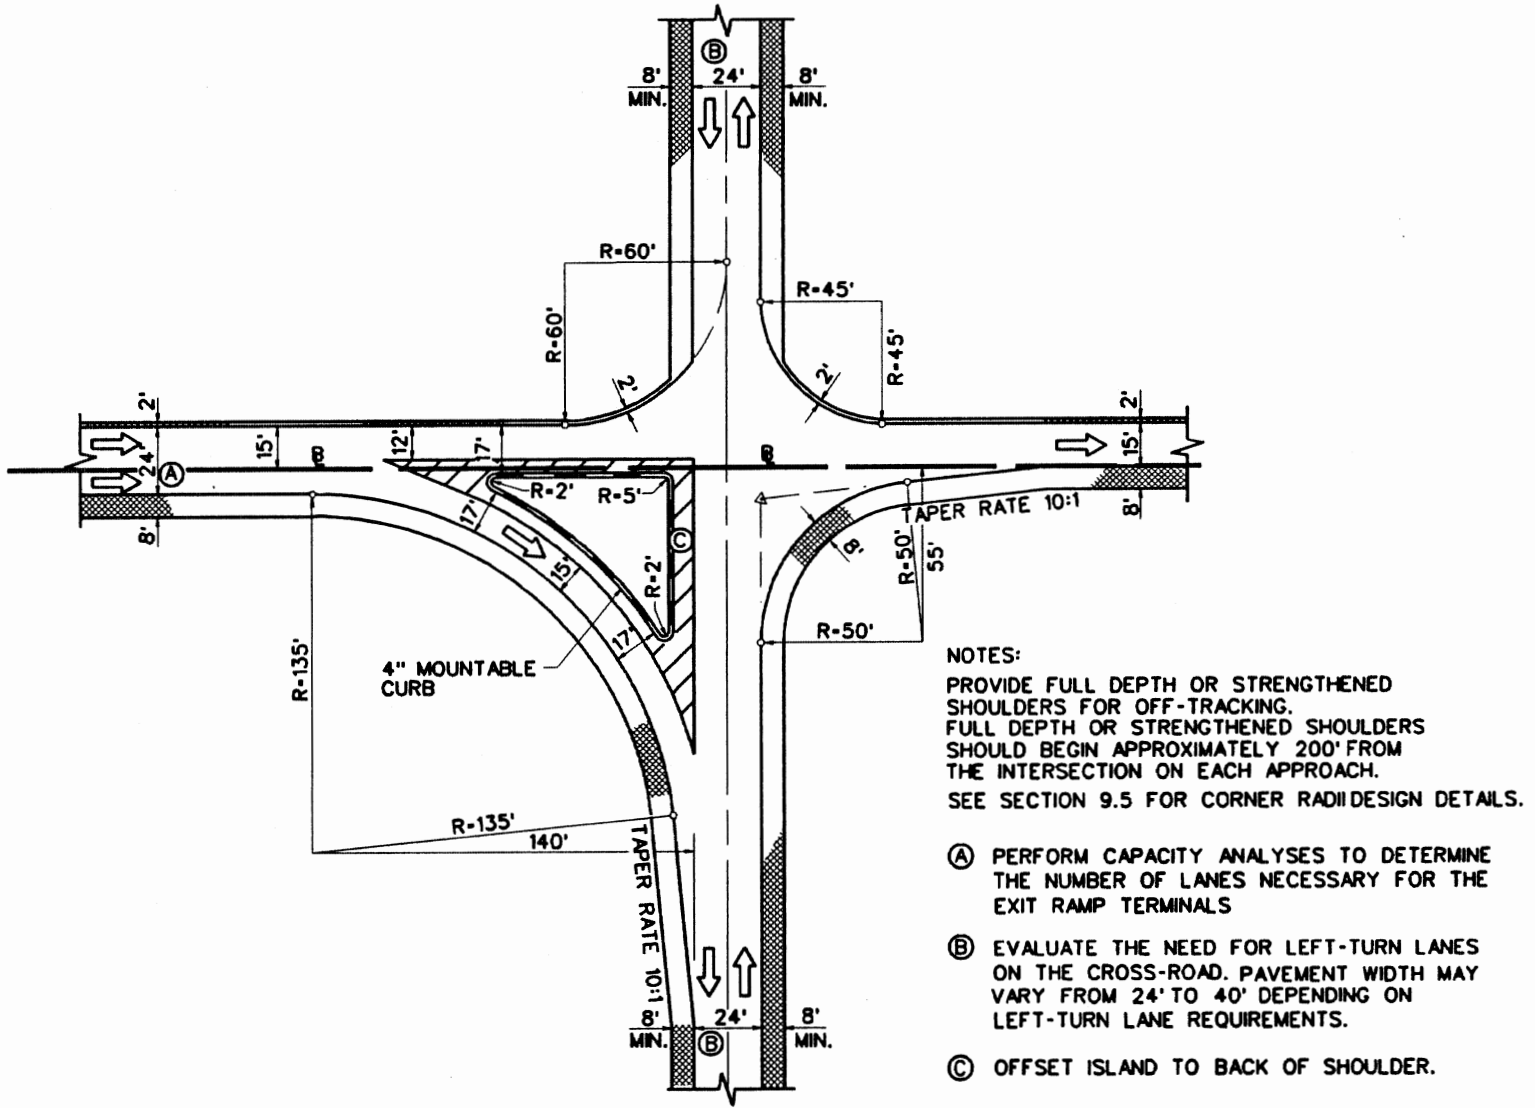 B
8'
MIN.
24'
8'
MIN.
R=60'
R=60'
R=45'
R=45'
2'
2'
2'
15'
24'
A
12'
17'
8'
R=2'
R=5'
C
17'
15'
R=2'
17'
4" MOUNTABLE
CURB
R=135'
R=135'
140'
TAPER RATE 10:1
2'
15'
8'
TAPER RATE 10:1
8'
R=50'
55'
R=50'
8'
MIN.
24'
B
8'
MIN.
NOTES:
PROVIDE FULL DEPTH OR STRENGTHENED
SHOULDERS FOR OFF-TRACKING.
FULL DEPTH OR STRENGTHENED SHOULDERS
SHOULD BEGIN APPROXIMATELY 200' FROM
THE INTERSECTION ON EACH APPROACH.
SEE SECTION 9.5 FOR CORNER RADII DESIGN DETAILS.
A PERFORM CAPACITY ANALYSES TO DETERMINE
THE NUMBER OF LANES NECESSARY FOR THE
EXIT RAMP TERMINALS
B EVALUATE THE NEED FOR LEFT-TURN LANES
ON THE CROSS-ROAD. PAVEMENT WIDTH MAY
VARY FROM 24' TO 40' DEPENDING ON
LEFT-TURN LANE REQUIREMENTS.
C OFFSET ISLAND TO BACK OF SHOULDER.